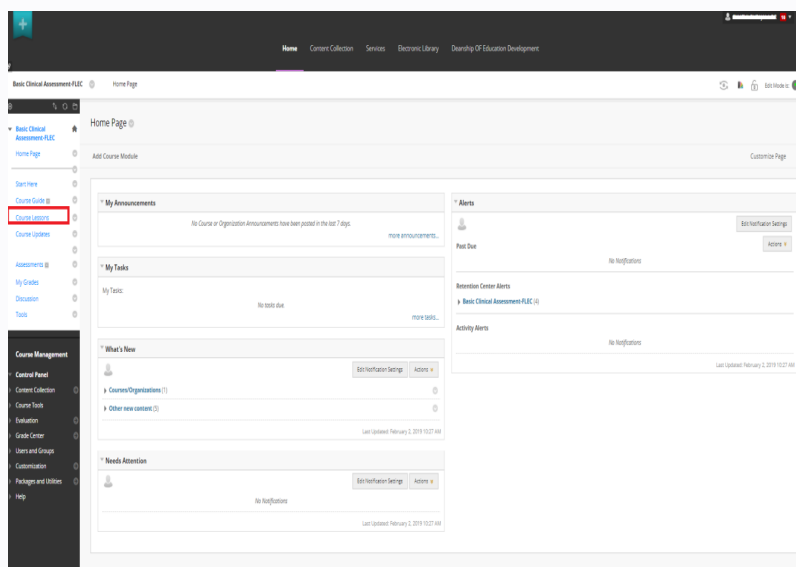 Home Content Collection Services Electronic Library Deanship OF Education Development
Basic Clinical Assessment-FLEC Home Page
Edit Mode is:
Basic Clinical
Assessment-FLEC
Home Page
Start Here
Course Guide
Course Lessons
Course Updates
Assessments
My Grades
Discussion
Tools
Course Management
Control Panel
Content Collection
Course Tools
Evaluation
Grade Center
Users and Groups
Customization
Packages and Utilities
Help
Home Page
Add Course Module
Customize Page
My Announcements
No Course or Organization Announcements have been posted in the last 7 days.
more announcements...
My Tasks
My Tasks:
No tasks due.
more tasks...
What's New
Edit Notification Settings Actions
Courses/Organizations (1)
Other new content (5)
Last Updated: February 2, 2019 10:27 AM
Needs Attention
Edit Notification Settings Actions
No Notifications
Last Updated: February 2, 2019 10:27 AM
Alerts
Edit Notification Settings
Actions
Past Due
No Notifications
Retention Center Alerts
Basic Clinical Assessment-FLEC (4)
Activity Alerts
No Notifications
Last Updated: February 2, 2019 10:27 AM